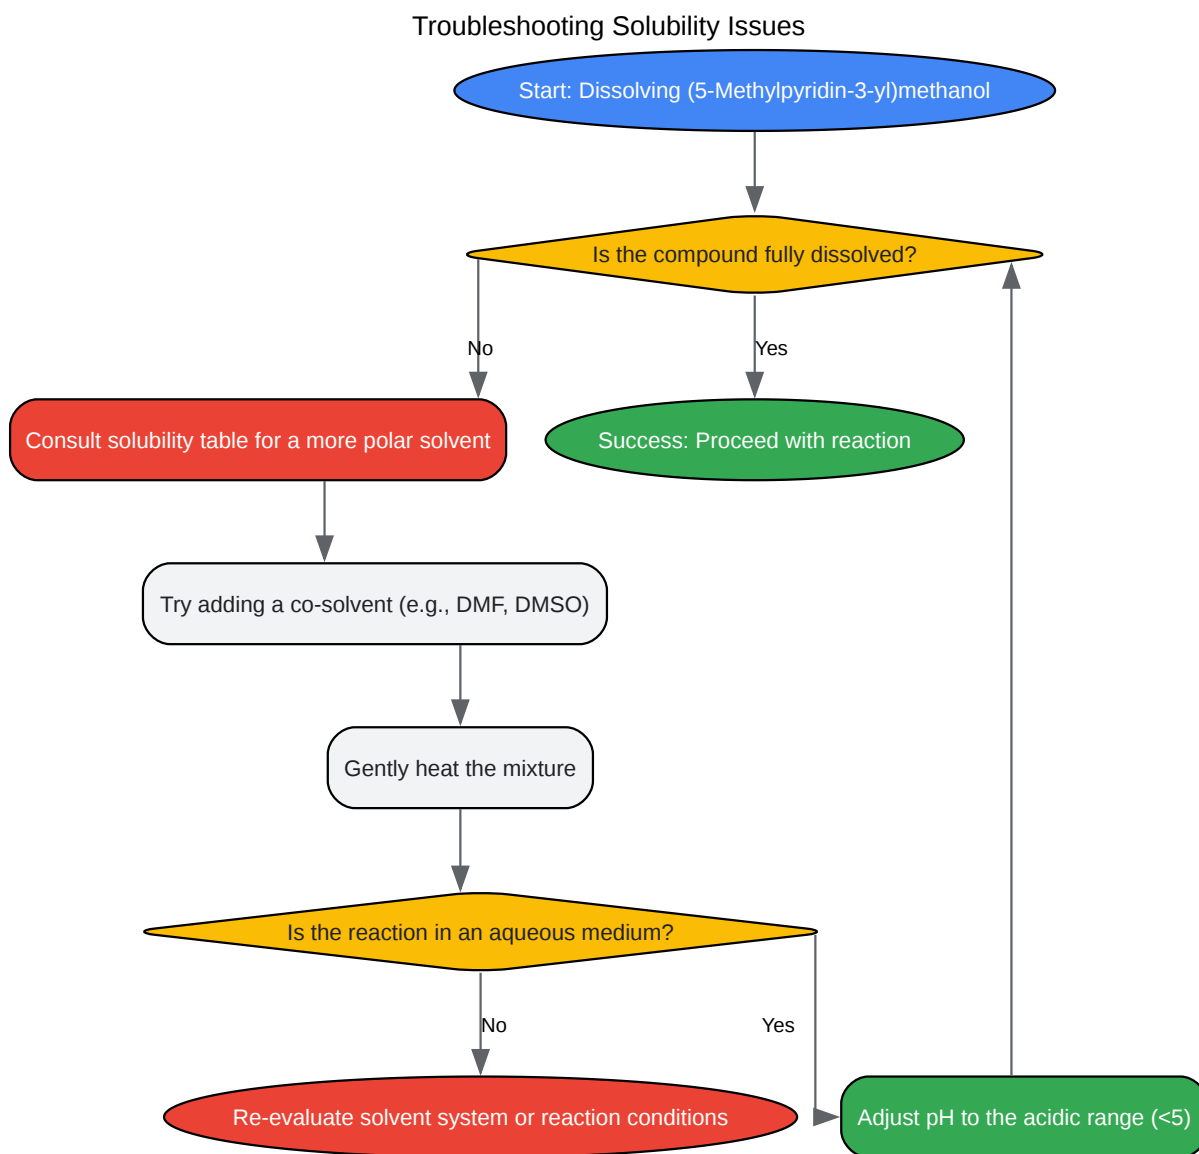 Troubleshooting Solubility Issues
Start: Dissolving (5-Methylpyridin-3-yl)methanol
Is the compound fully dissolved?
No
Yes
Consult solubility table for a more polar solvent
Success: Proceed with reaction
Try adding a co-solvent (e.g., DMF, DMSO)
Gently heat the mixture
Is the reaction in an aqueous medium?
No
Yes
Re-evaluate solvent system or reaction conditions
Adjust pH to the acidic range (<5)